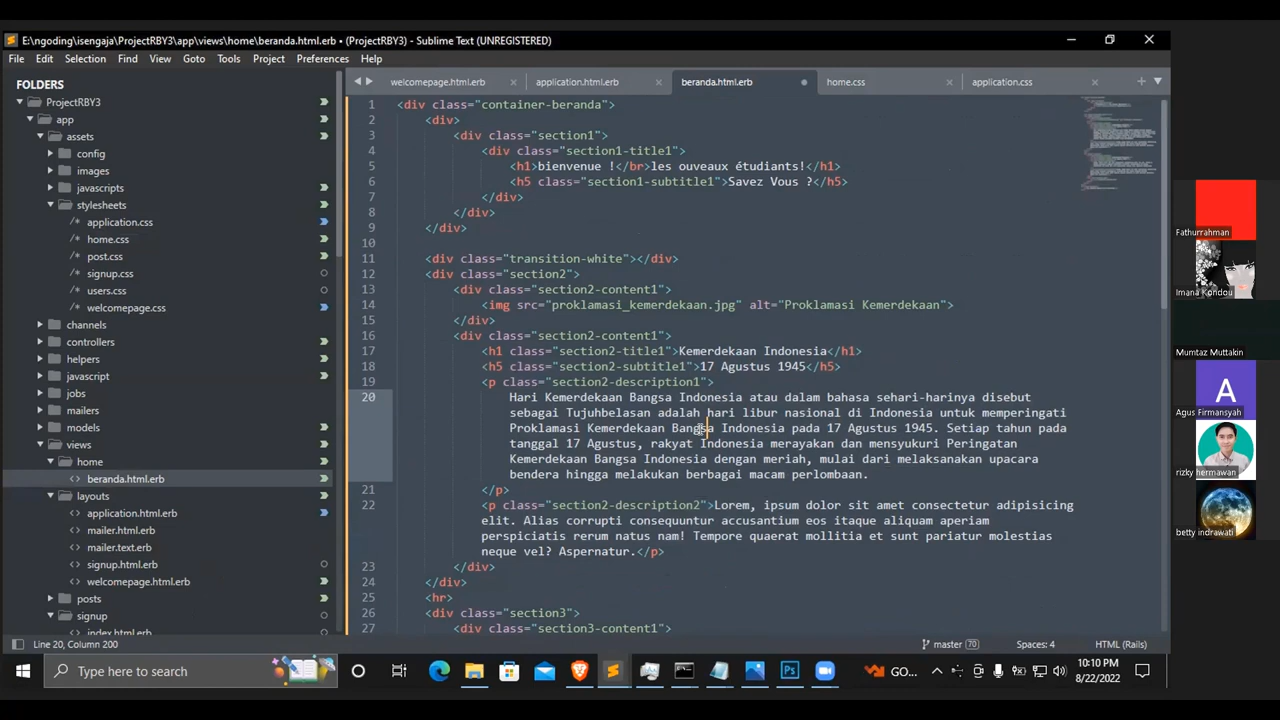 E:\ngoding\isengaja\ProjectRBY3\app\views\home\beranda.html.erb • (ProjectRBY3) - Sublime Text (UNREGISTERED)
File Edit Selection Find View Goto Tools Project Preferences Help
FOLDERS
ProjectRBY3
app
assets
config
images
javascripts
stylesheets
/* application.css
/* home.css
/* post.css
/* signup.css
/* users.css
/* welcomepage.css
channels
controllers
helpers
javascript
jobs
mailers
models
views
home
<> beranda.html.erb
layouts
<> application.html.erb
<> mailer.html.erb
<> mailer.text.erb
<> signup.html.erb
<> welcomepage.html.erb
posts
signup
<> index.html.erb
welcomepage.html.erb × application.html.erb × beranda.html.erb • home.css × application.css × +
1 <div class="container-beranda">
2 <div>
3 <div class="section1">
4 <div class="section1-title1">
5 <h1>bienvenue !</br>les ouveaux étudiants!</h1>
6 <h5 class="section1-subtitle1">Savez Vous ?</h5>
7 </div>
8 </div>
9 </div>
10
11 <div class="transition-white"></div>
12 <div class="section2">
13 <div class="section2-content1">
14 <img src="proklamasi_kemerdekaan.jpg" alt="Proklamasi Kemerdekaan">
15 </div>
16 <div class="section2-content1">
17 <h1 class="section2-title1">Kemerdekaan Indonesia</h1>
18 <h5 class="section2-subtitle1">17 Agustus 1945</h5>
19 <p class="section2-description1">
20 Hari Kemerdekaan Bangsa Indonesia atau dalam bahasa sehari-harinya disebut
sebagai Tujuhbelasan adalah hari libur nasional di Indonesia untuk memperingati
Proklamasi Kemerdekaan Bangsa Indonesia pada 17 Agustus 1945. Setiap tahun pada
tanggal 17 Agustus, rakyat Indonesia merayakan dan mensyukuri Peringatan
Kemerdekaan Bangsa Indonesia dengan meriah, mulai dari melaksanakan upacara
bendera hingga melakukan berbagai macam perlombaan.
21 </p>
22 <p class="section2-description2">Lorem, ipsum dolor sit amet consectetur adipisicing
elit. Alias corrupti consequuntur accusantium eos itaque aliquam aperiam
perspiciatis rerum natus nam! Tempore quaerat mollitia et sunt pariatur molestias
neque vel? Aspernatur.</p>
23 </div>
24 </div>
25 <hr>
26 <div class="section3">
27 <div class="section3-content1">
Line 20, Column 200
master 70 Spaces: 4 HTML (Rails)
Type here to search
GO...
10:10 PM
8/22/2022
Fathurrahman
Imana Kondou
Mumtaz Muttakin
A
Agus Firmansyah
rizky hermawan
betty indrawati